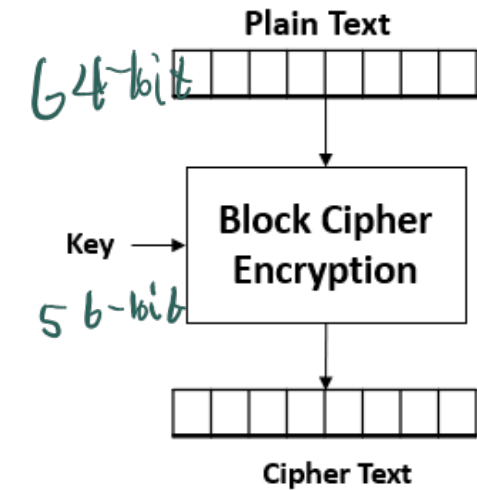 Plain Text
64-bit
Block Cipher
Encryption
Key
56-bit
Cipher Text